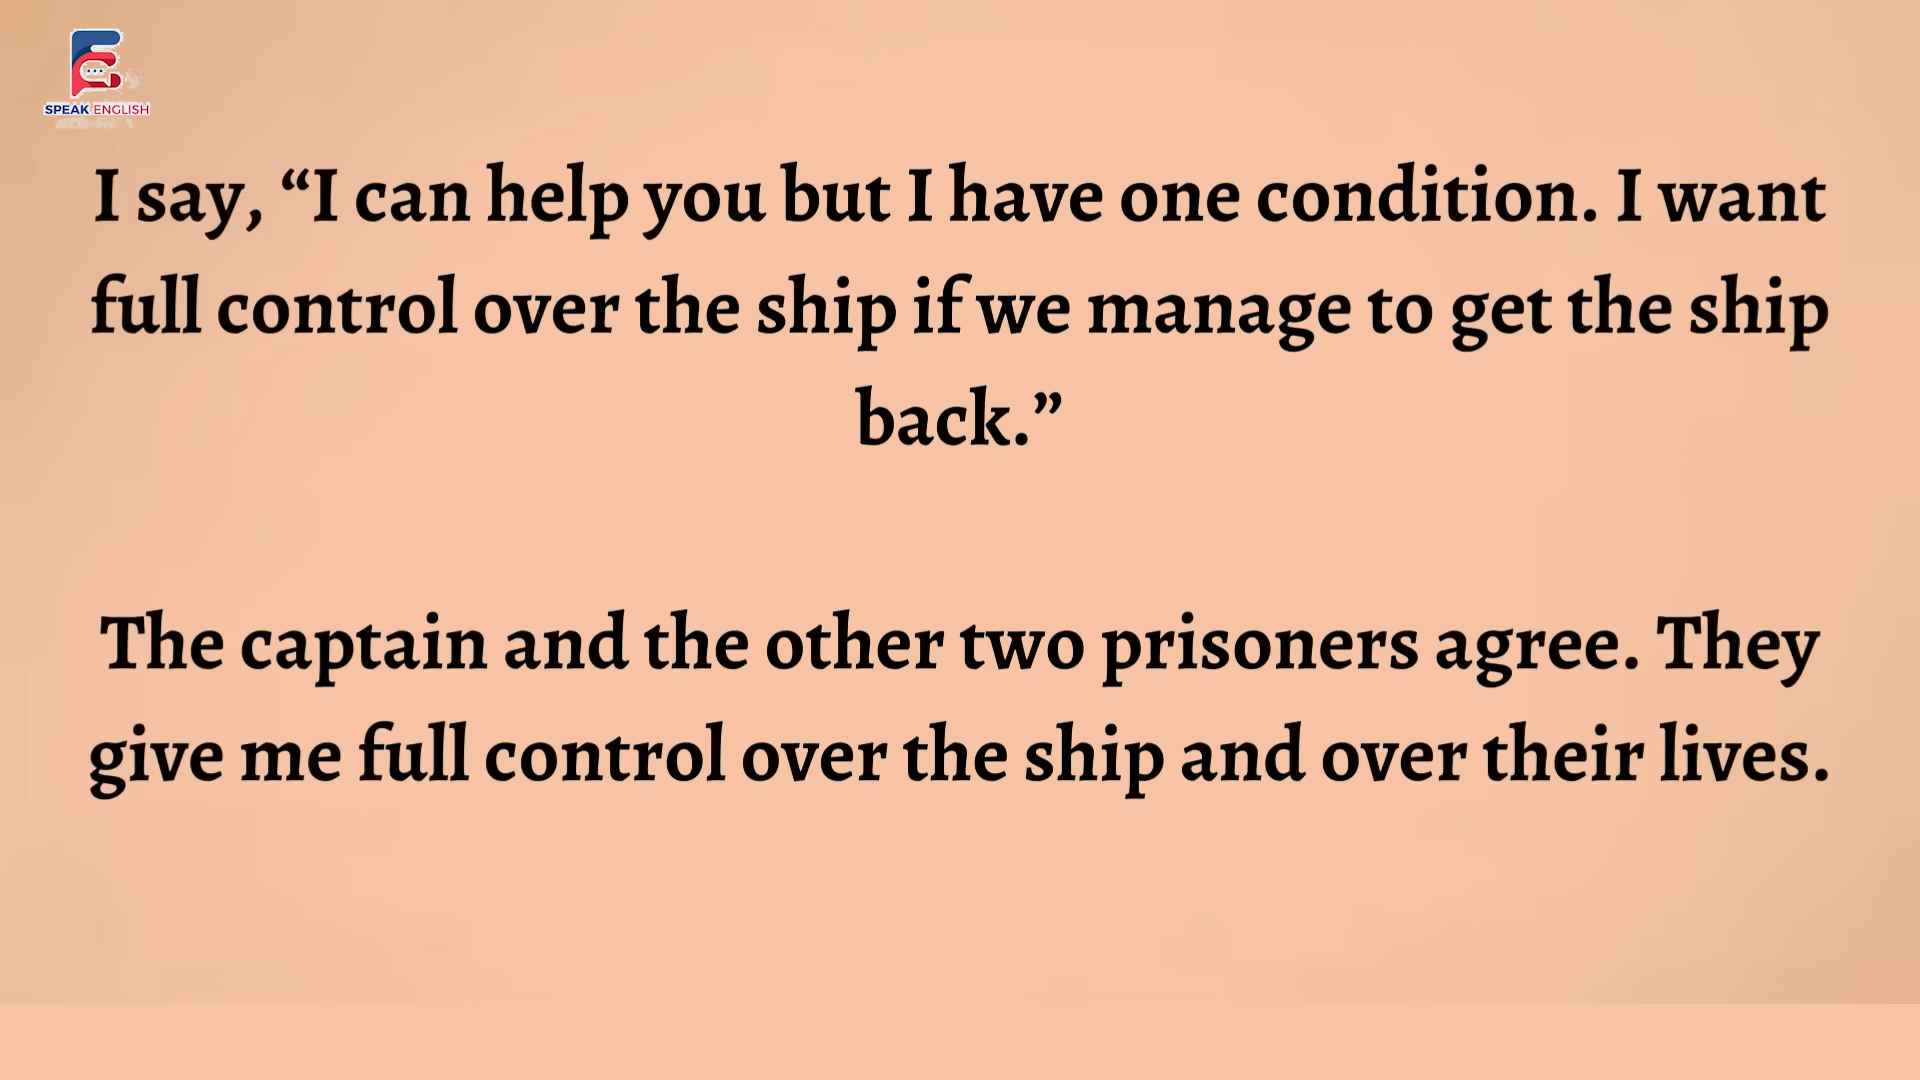 SPEAK ENGLISH
I say, “I can help you but I have one condition. I want
full control over the ship if we manage to get the ship
back.”
The captain and the other two prisoners agree. They
give me full control over the ship and over their lives.